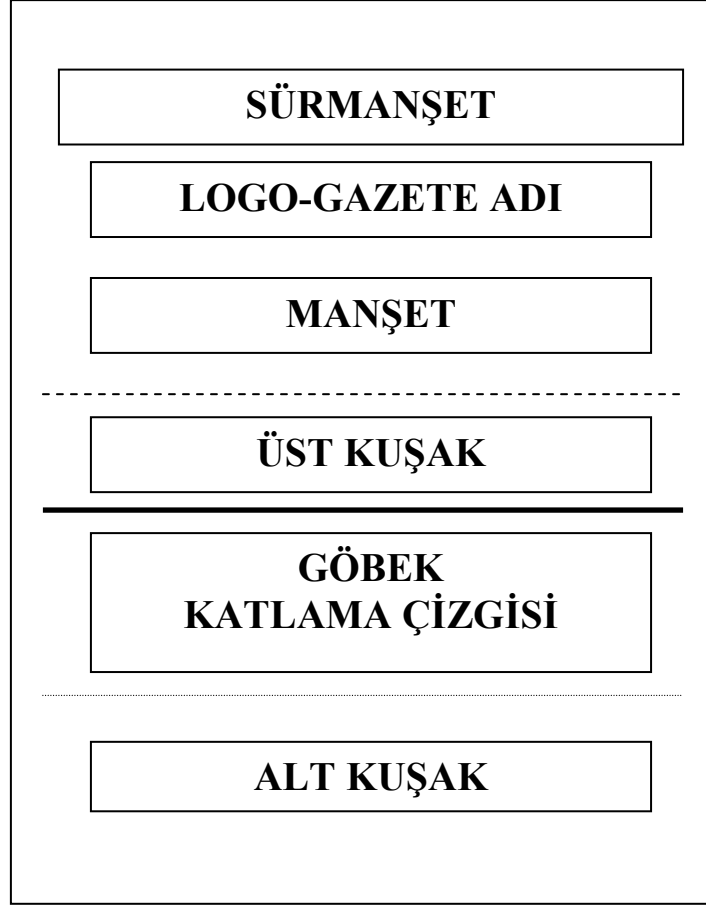 SÜRMANŞET
LOGO-GAZETE ADI
MANŞET
ÜST KUŞAK
GÖBEK
KATLAMA ÇİZGİSİ
ALT KUŞAK